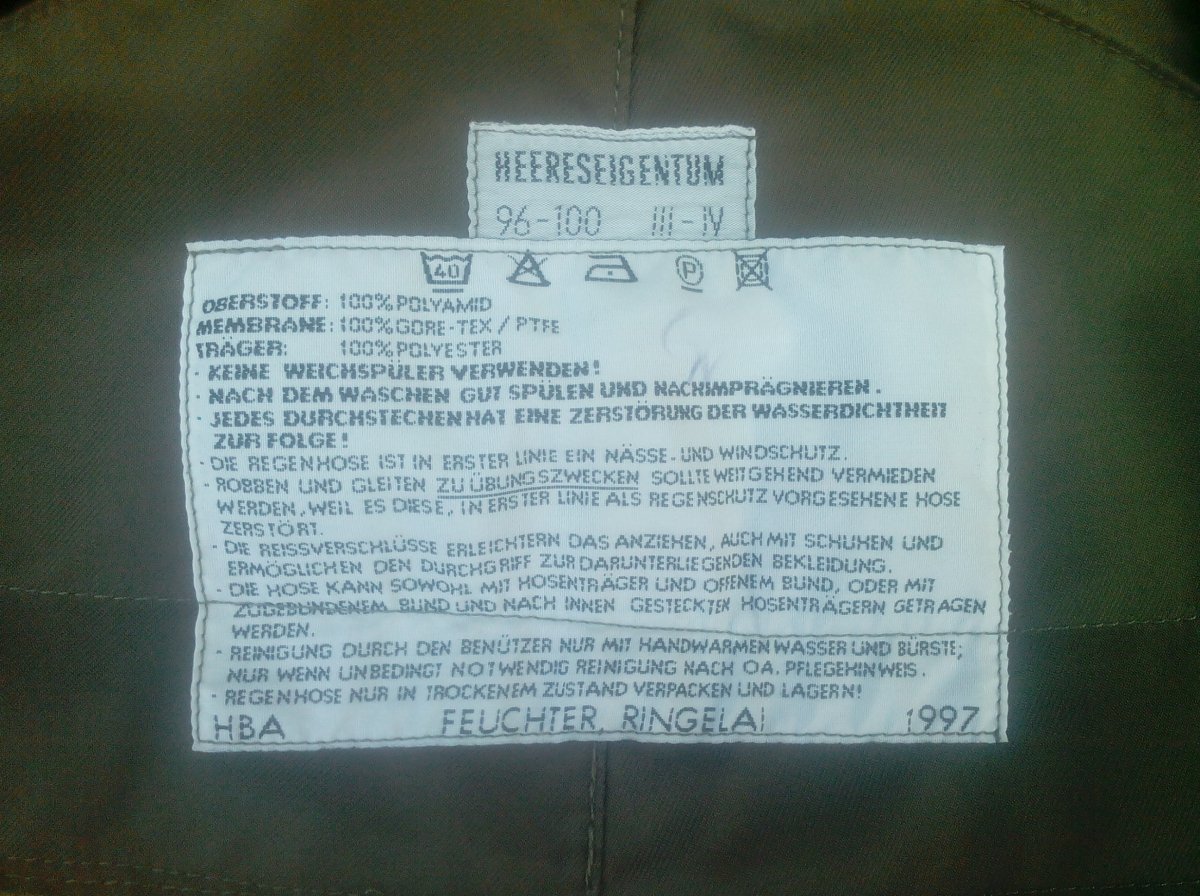 HEERESEIGENTUM
96-100 III-IV
40 P
OBERSTOFF: 100% POLYAMID
MEMBRANE: 100% GORE-TEX / PTFE
TRÄGER: 100% POLYESTER
· KEINE WEICHSPÜLER VERWENDEN!
· NACH DEM WASCHEN GUT SPÜLEN UND NACHIMPRÄGNIEREN.
· JEDES DURCHSTECHEN HAT EINE ZERSTÖRUNG DER WASSERDICHTHEIT
ZUR FOLGE!
· DIE REGENHOSE IST IN ERSTER LINIE EIN NÄSSE- UND WINDSCHUTZ.
· ROBBEN UND GLEITEN ZU ÜBUNGSZWECKEN SOLLTE WEITGEHEND VERMIEDEN
WERDEN, WEIL ES DIESE, IN ERSTER LINIE ALS REGENSCHUTZ VORGESEHENE HOSE
ZERSTÖRT.
· DIE REISSVERSCHLÜSSE ERLEICHTERN DAS ANZIEHEN, AUCH MIT SCHUHEN UND
ERMÖGLICHEN DEN DURCHGRIFF ZUR DARUNTERLIEGENDEN BEKLEIDUNG.
· DIE HOSE KANN SOWOHL MIT HOSENTRÄGER UND OFFENEM BUND, ODER MIT
ZUGEBUNDENEM BUND UND NACH INNEN GESTECKTEN HOSENTRÄGERN GETRAGEN
WERDEN.
· REINIGUNG DURCH DEN BENÜTZER NUR MIT HANDWARMEN WASSER UND BÜRSTE;
NUR WENN UNBEDINGT NOTWENDIG REINIGUNG NACH OA. PFLEGEHINWEIS.
· REGENHOSE NUR IN TROCKENEM ZUSTAND VERPACKEN UND LAGERN!
HBA FEUCHTER, RINGELAI 1997